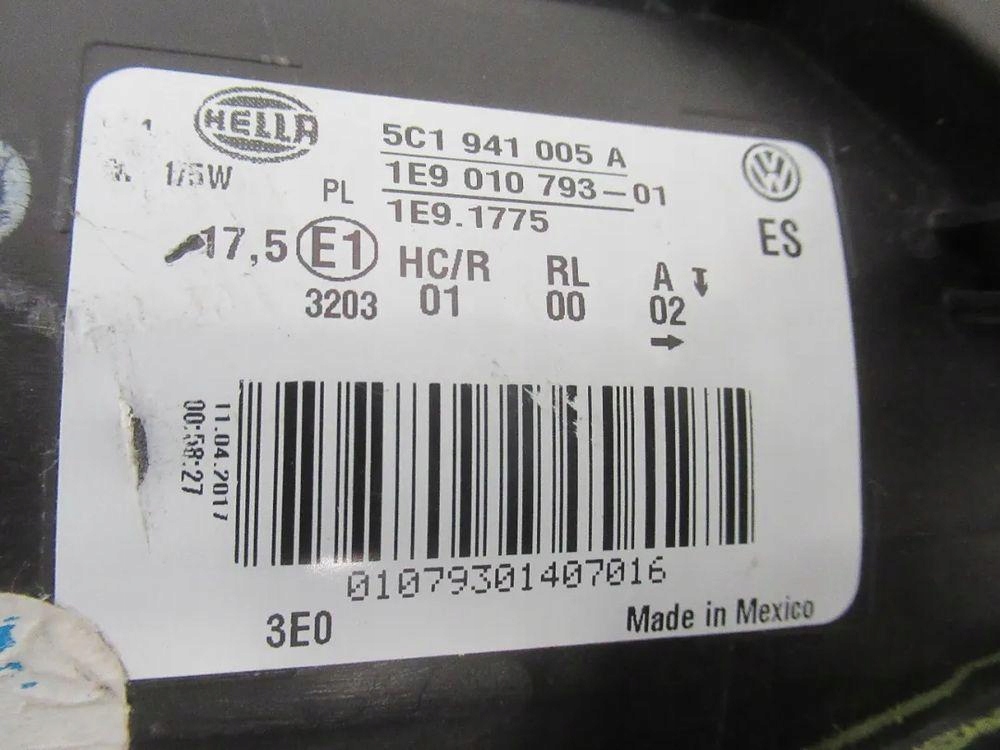 HELLA
5C1 941 005 A
1E9 010 793-01
1E9.1775
1/5W
PL
VW
ES
17,5 E1 HC/R RL A
3203 01 00 02
11.04.2017
00:58:27
01079301407016
3E0
Made in Mexico